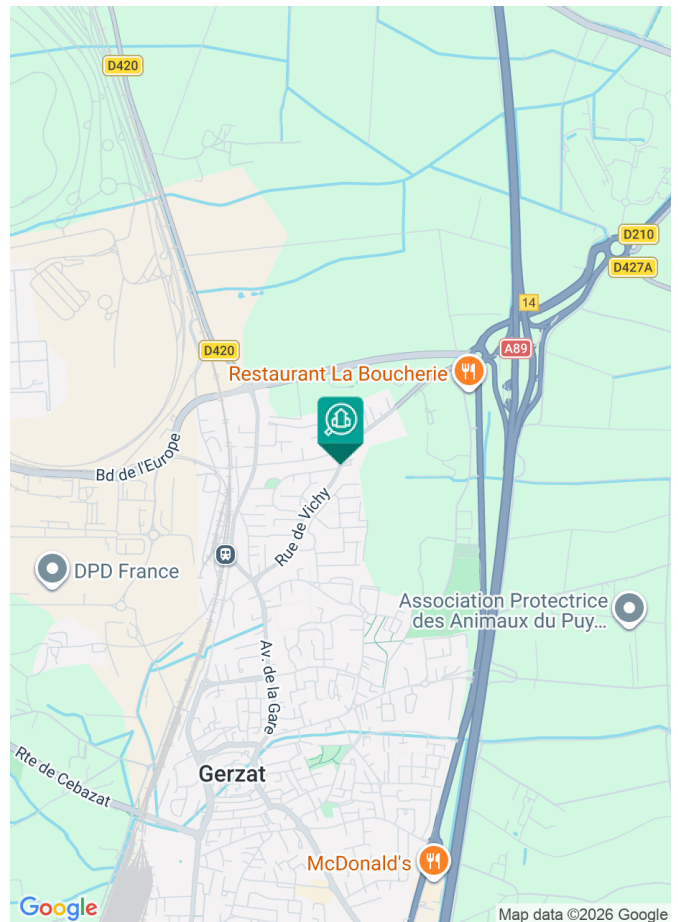 D420
D210
D427A
14
A89
D420
Restaurant La Boucherie
Bd de l'Europe
Rue de Vichy
DPD France
Association Protectrice
des Animaux du Puy...
Av. de la Gare
Rte de Cebazat
Gerzat
McDonald's
Google
Map data ©2026 Google